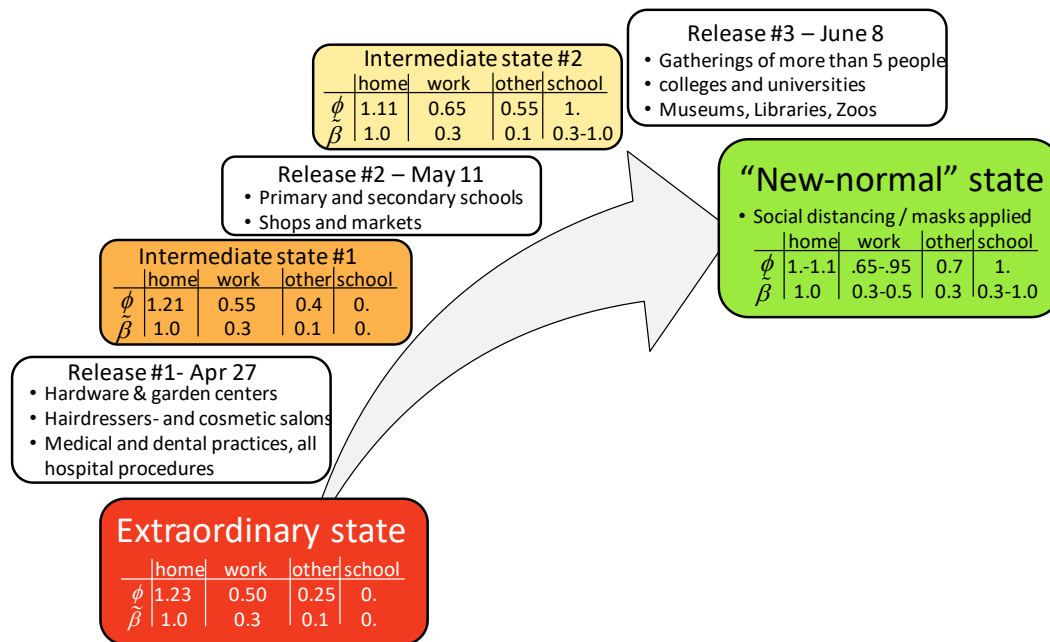 Release #3 – June 8
• Gatherings of more than 5 people
• colleges and universities
• Museums, Libraries, Zoos
Intermediate state #2
home work other school
ϕ 1.11 0.65 0.55 1.
β̃ 1.0 0.3 0.1 0.3-1.0
Release #2 – May 11
• Primary and secondary schools
• Shops and markets
“New-normal” state
• Social distancing / masks applied
home work other school
ϕ 1.-1.1 .65-.95 0.7 1.
β̃ 1.0 0.3-0.5 0.3 0.3-1.0
Intermediate state #1
home work other school
ϕ 1.21 0.55 0.4 0.
β̃ 1.0 0.3 0.1 0.
Release #1- Apr 27
• Hardware & garden centers
• Hairdressers- and cosmetic salons
• Medical and dental practices, all
hospital procedures
Extraordinary state
home work other school
ϕ 1.23 0.50 0.25 0.
β̃ 1.0 0.3 0.1 0.